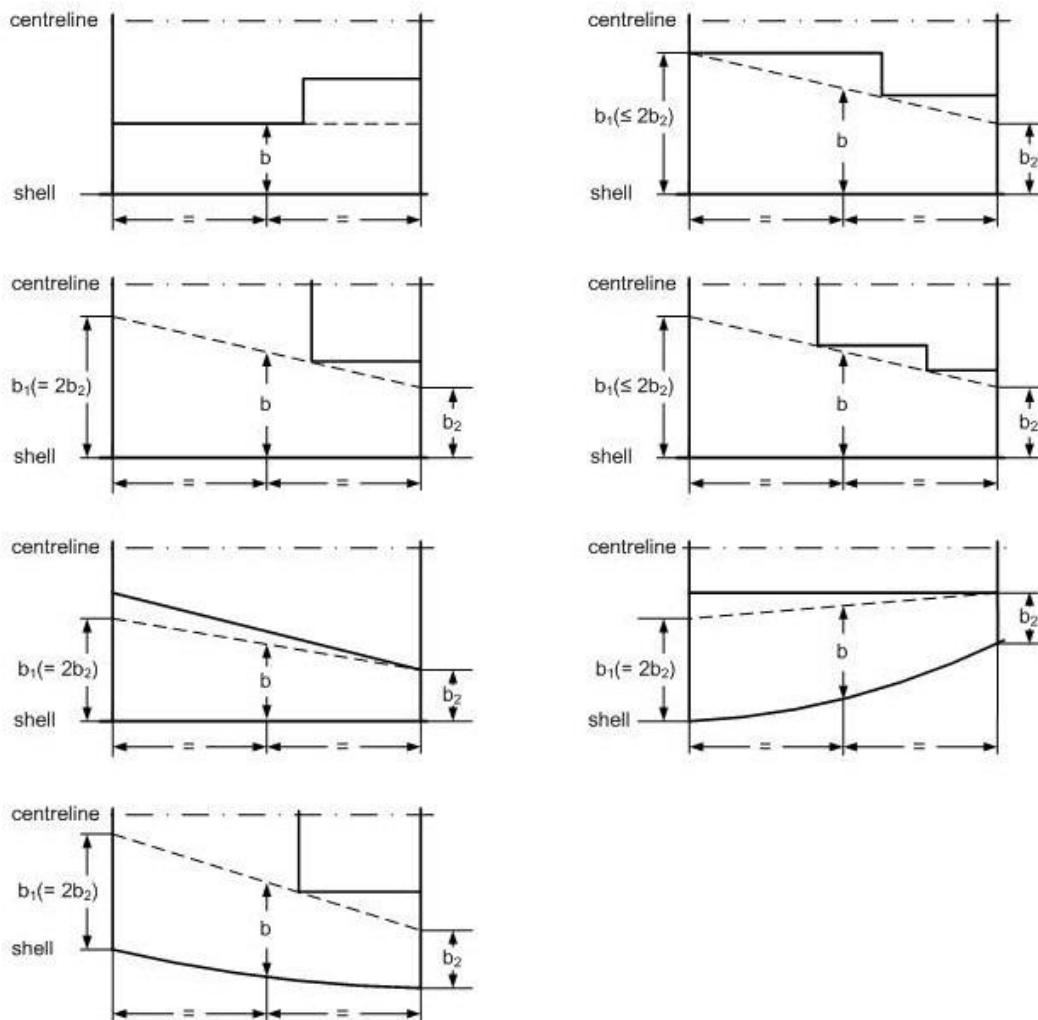 centreline
b
shell
= =
centreline
b₁(≤ 2b₂)
b
b₂
shell
= =
centreline
b₁(= 2b₂)
b
b₂
shell
= =
centreline
b₁(≤ 2b₂)
b
b₂
shell
= =
centreline
b₁(= 2b₂)
b
b₂
shell
= =
centreline
b₁(= 2b₂)
b
b₂
shell
= =
centreline
b₁(= 2b₂)
b
shell
b₂
= =